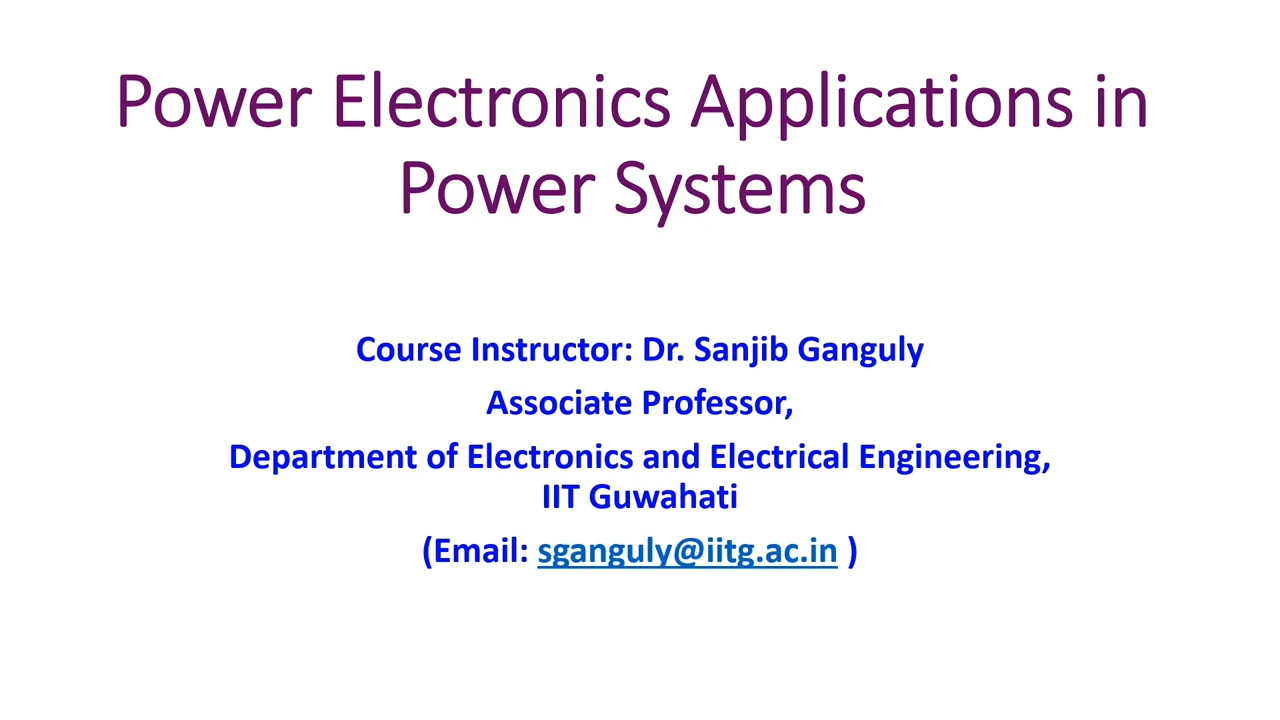 Power Electronics Applications in
Power Systems
Course Instructor: Dr. Sanjib Ganguly
Associate Professor,
Department of Electronics and Electrical Engineering,
IIT Guwahati
(Email: sganguly@iitg.ac.in )